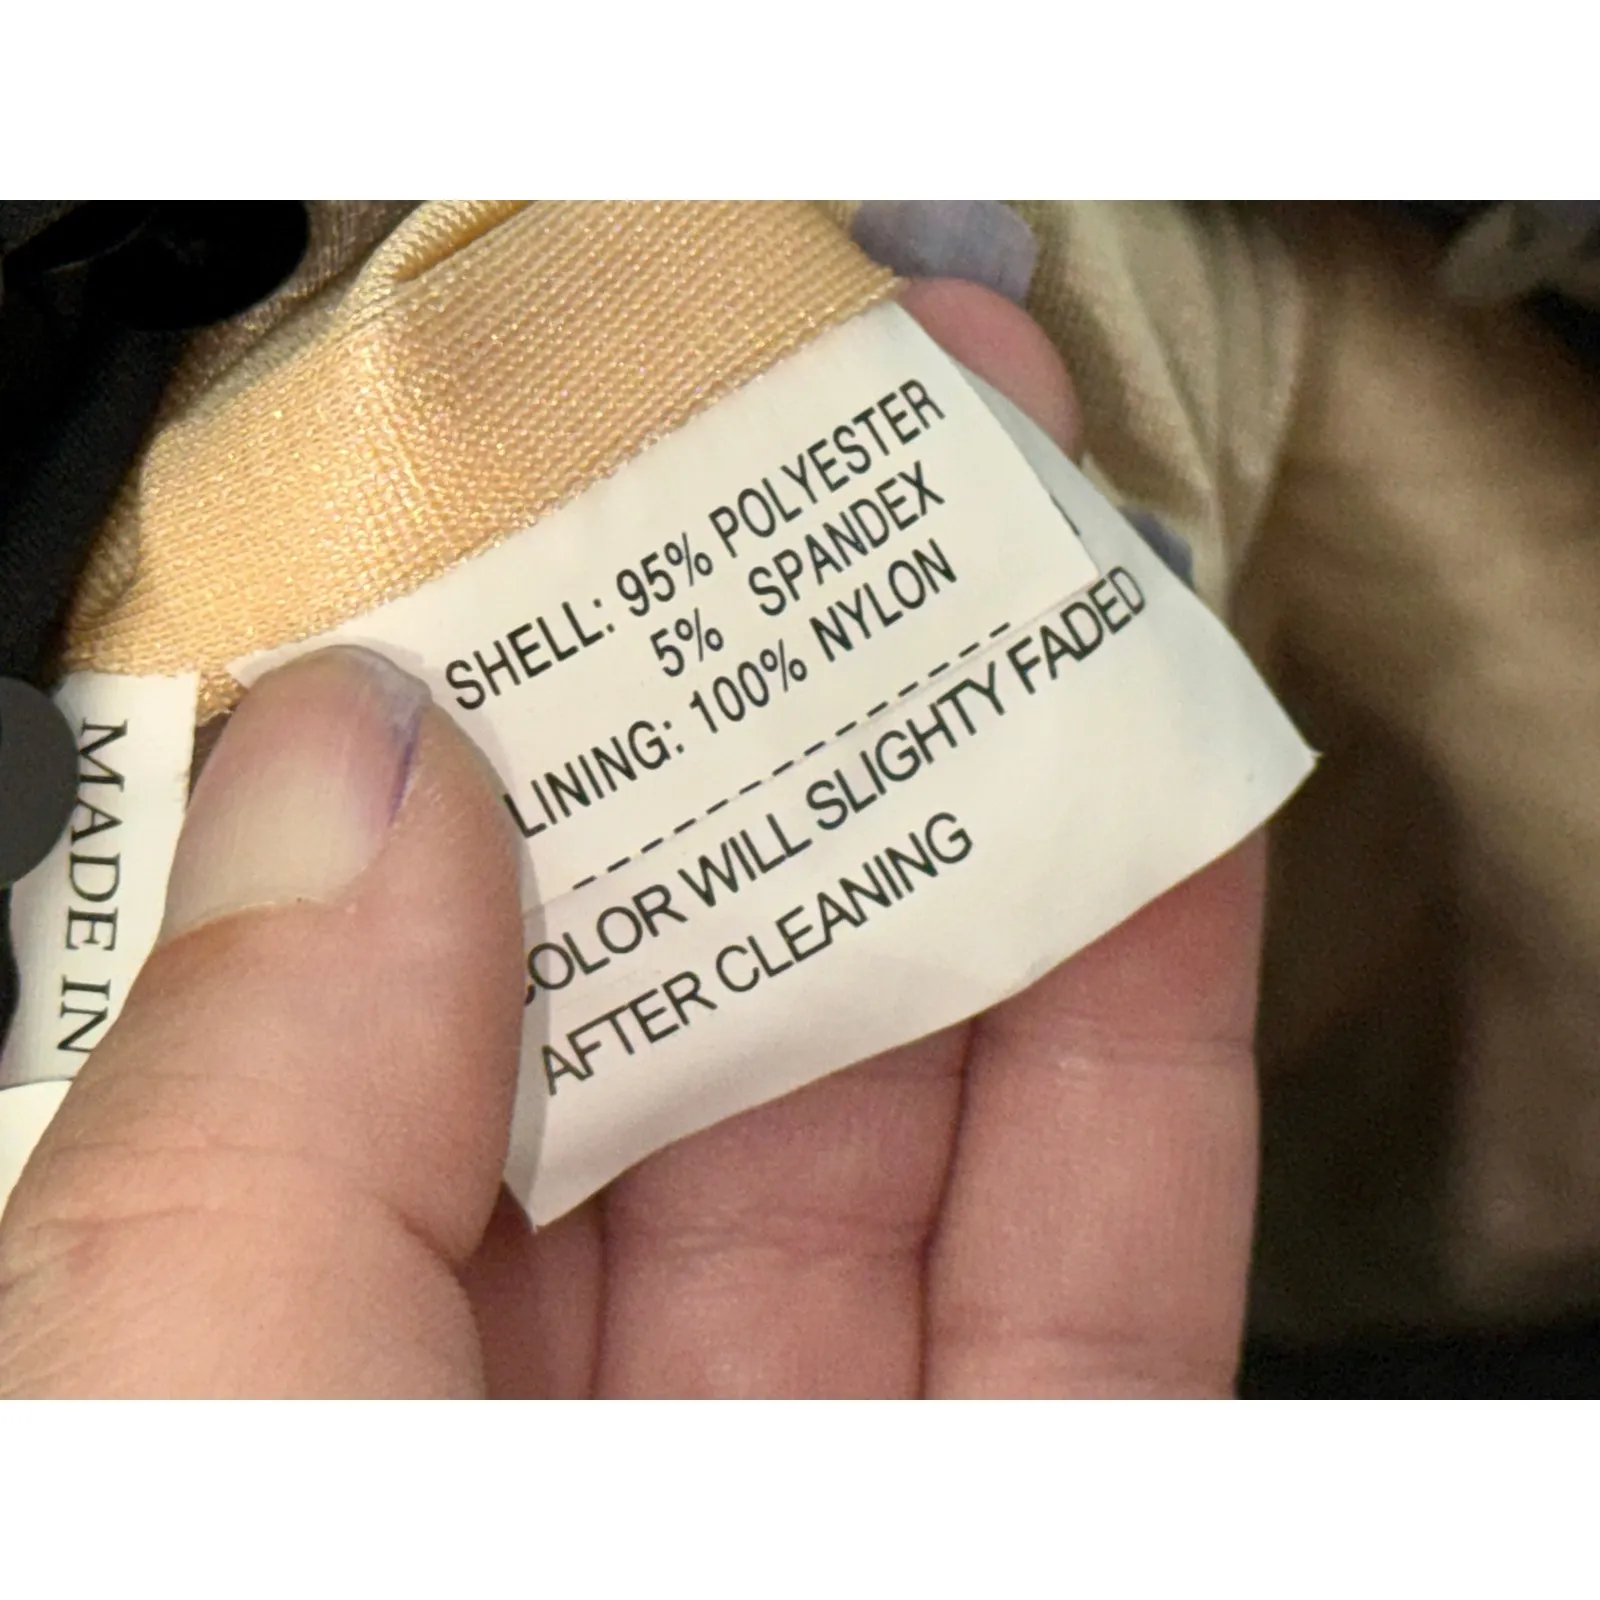 SHELL: 95% POLYESTER
5% SPANDEX
LINING: 100% NYLON
COLOR WILL SLIGHTY FADED
AFTER CLEANING
MADE IN